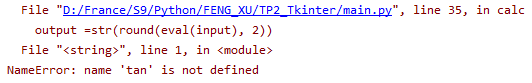 File "D:/France/S9/Python/FENG_XU/TP2_Tkinter/main.py", line 35, in calc
output =str(round(eval(input), 2))
File "<string>", line 1, in <module>
NameError: name 'tan' is not defined